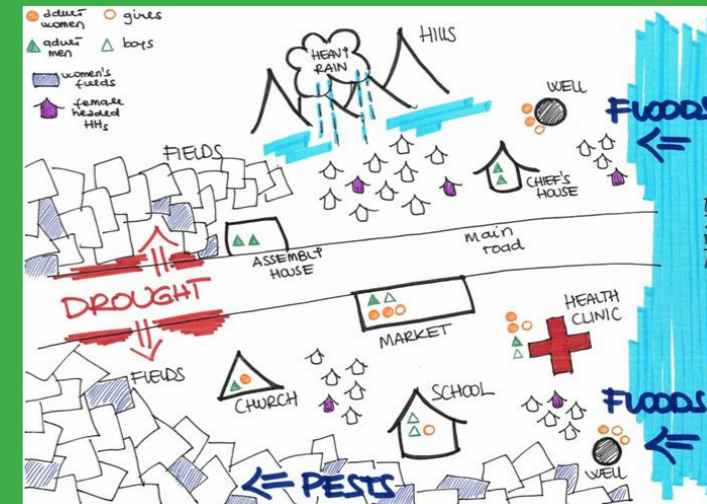 adult women
girls
adult men
boys
women's fields
female headed HHs
HEAVY RAIN
HILLS
WELL
FLOODS
FIELDS
CHIEF'S HOUSE
Main road
ASSEMBLY HOUSE
DROUGHT
MARKET
HEALTH CLINIC
FIELDS
CHURCH
SCHOOL
FLOODS
PESTS
WELL